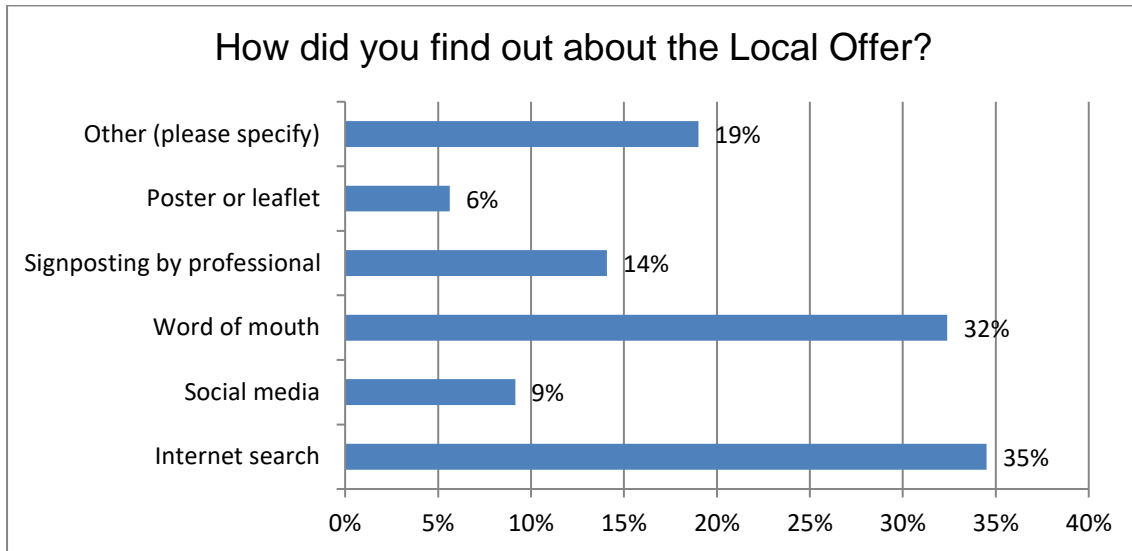 How did you find out about the Local Offer?
Other (please specify) 19%
Poster or leaflet 6%
Signposting by professional 14%
Word of mouth 32%
Social media 9%
Internet search 35%
0% 5% 10% 15% 20% 25% 30% 35% 40%